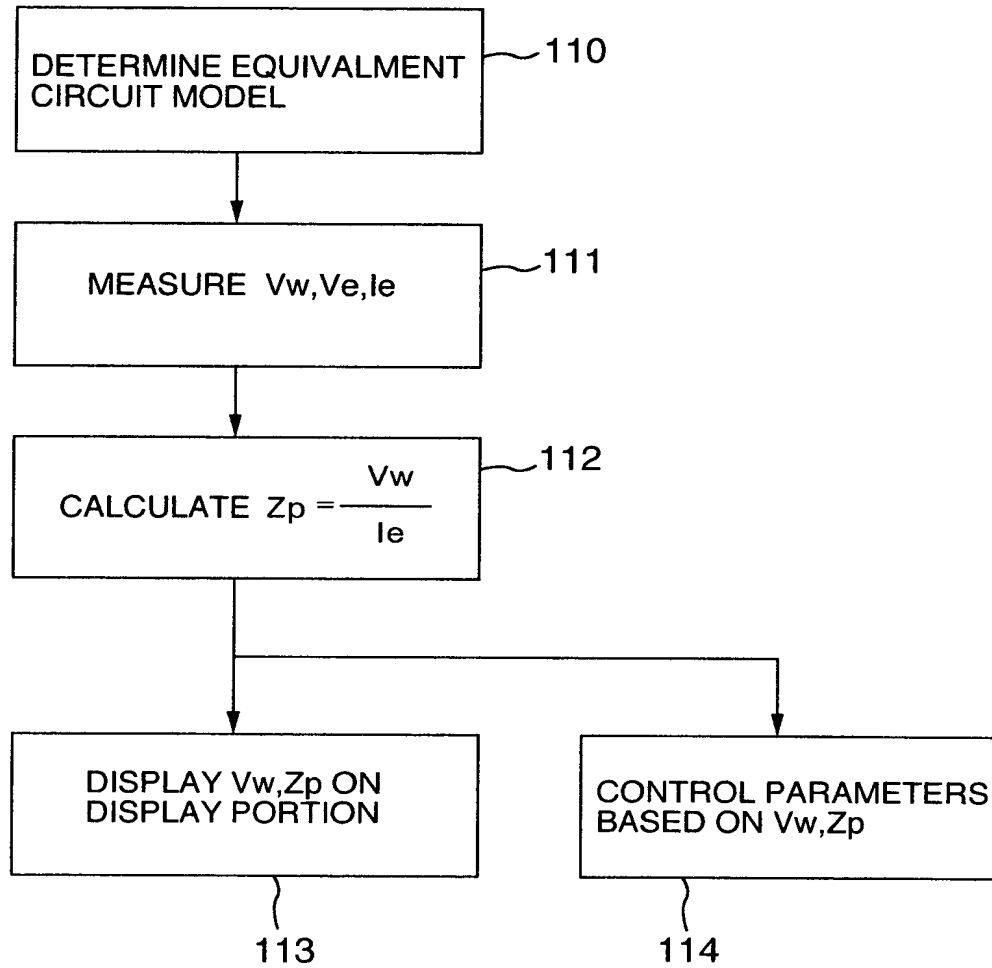 DETERMINE EQUIVALMENT
CIRCUIT MODEL
110
MEASURE Vw,Ve,Ie
111
CALCULATE Zp = Vw
Ie
112
DISPLAY Vw,Zp ON
DISPLAY PORTION
113
CONTROL PARAMETERS
BASED ON Vw,Zp
114